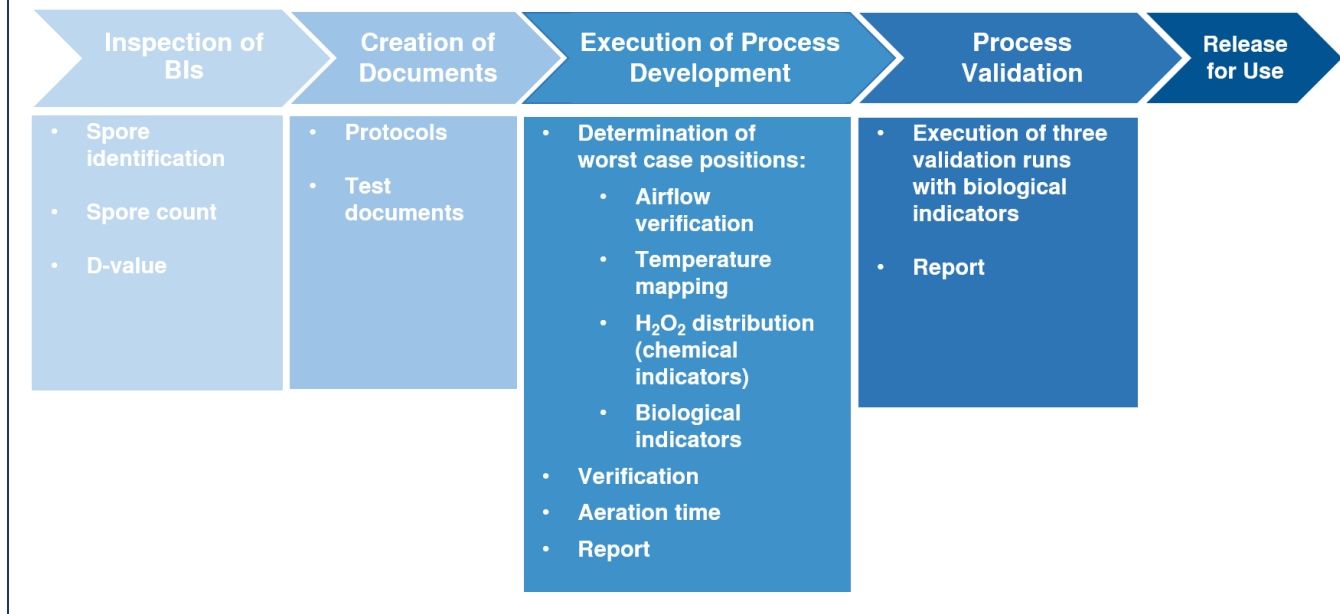 Inspection of
BIs
Creation of
Documents
Execution of Process
Development
Process
Validation
Release
for Use
• Spore
identification
• Spore count
• D-value
• Protocols
• Test
documents
• Determination of
worst case positions:
• Airflow
verification
• Temperature
mapping
• H₂O₂ distribution
(chemical
indicators)
• Biological
indicators
• Verification
• Aeration time
• Report
• Execution of three
validation runs
with biological
indicators
• Report